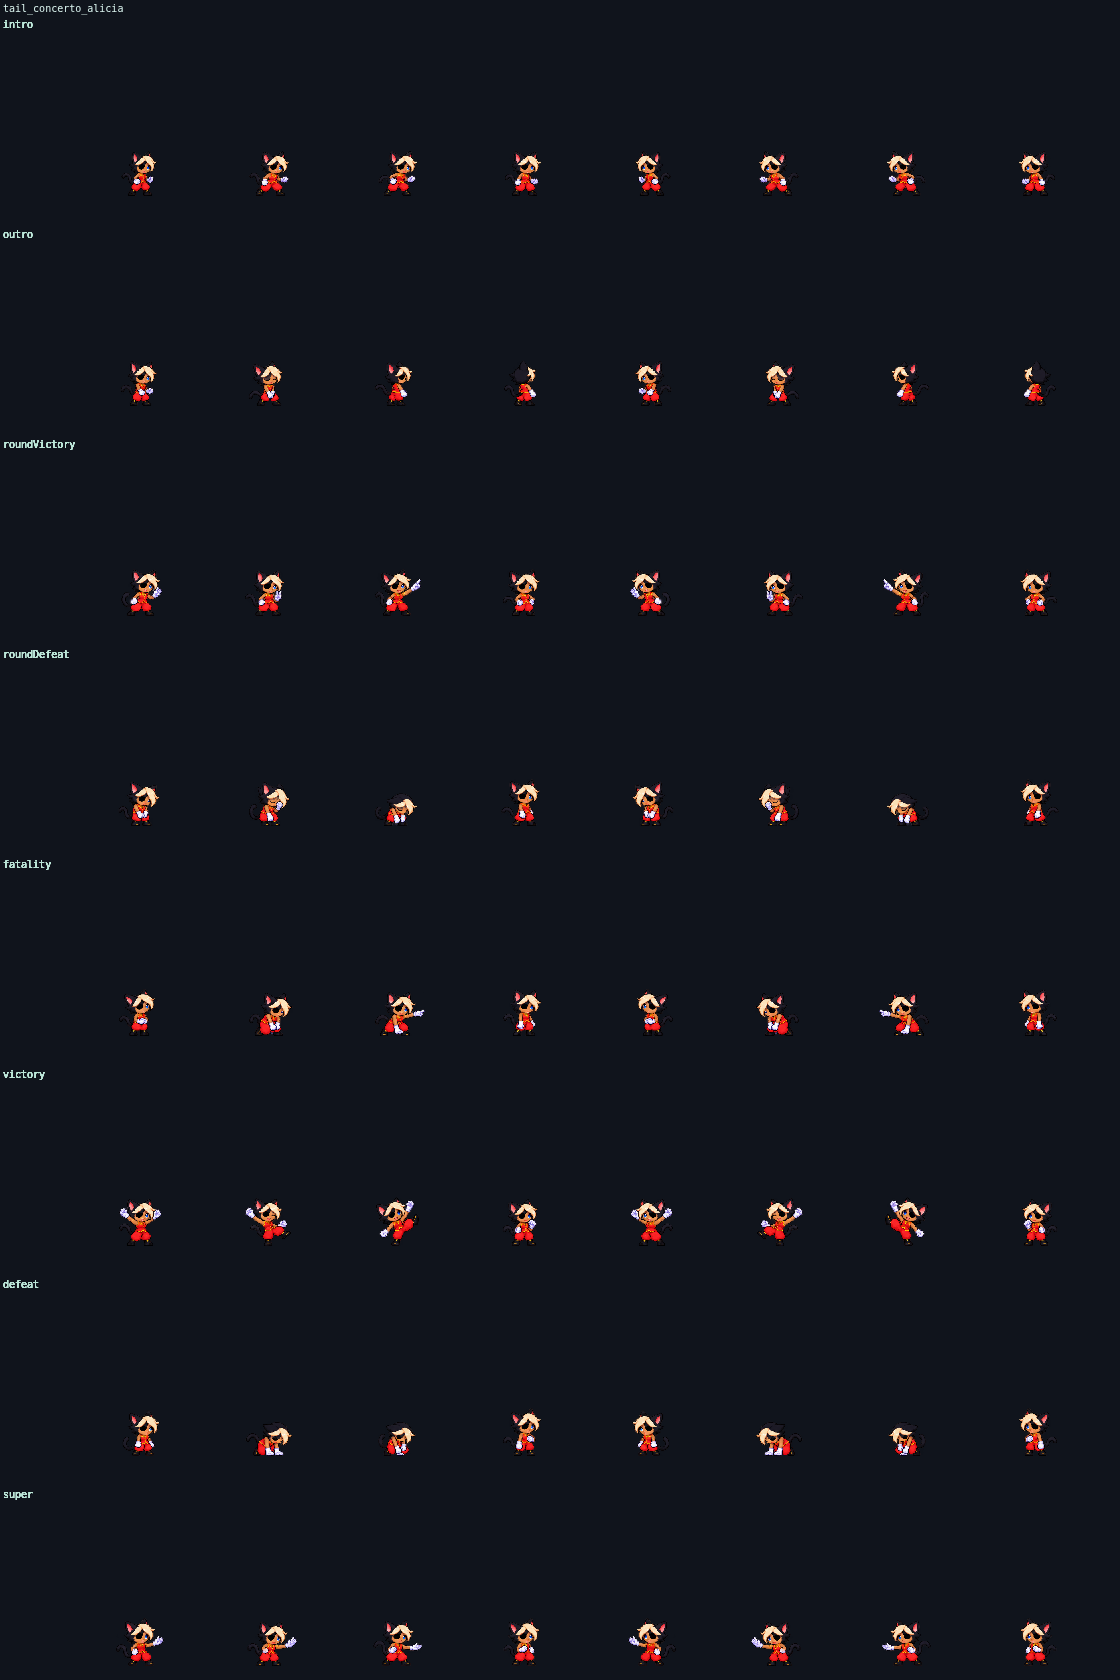 tail_concerto_alicia
intro
outro
roundVictory
roundDefeat
fatality
victory
defeat
super